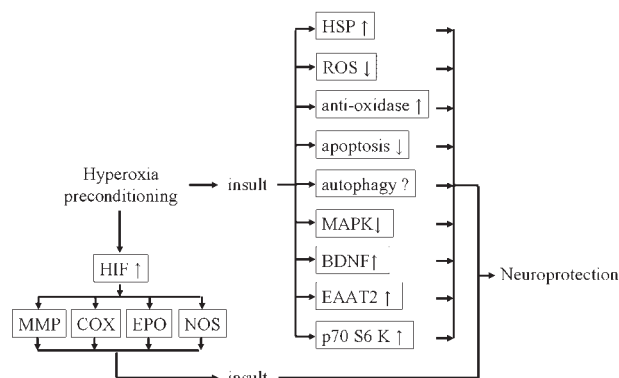 HSP ↑
ROS ↓
anti-oxidase ↑
apoptosis ↓
Hyperoxia
preconditioning
insult
autophagy ?
MAPK↓
BDNF↑
EAAT2 ↑
p70 S6 K ↑
Neuroprotection
HIF ↑
MMP
COX
EPO
NOS
insult